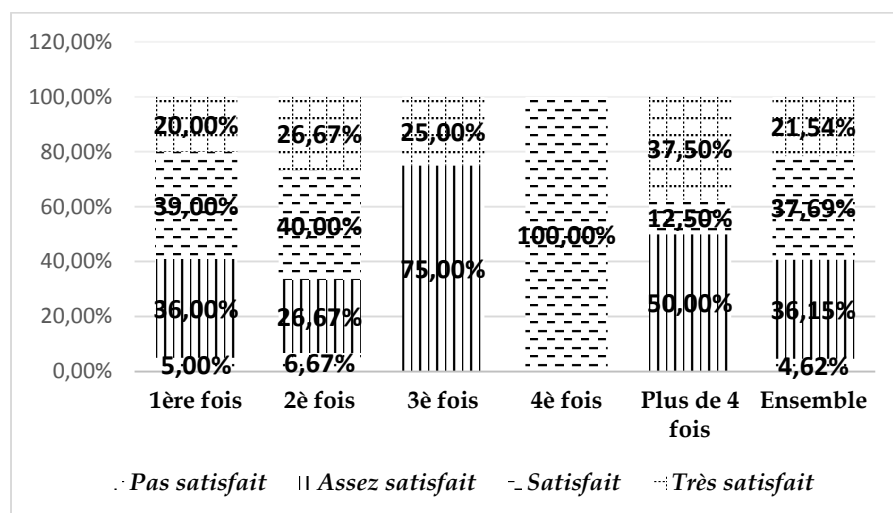 120,00%
100,00%
80,00%
60,00%
40,00%
20,00%
0,00%
20,00% 26,67% 25,00% 37,50% 21,54%
39,00% 40,00% 100,00% 12,50% 37,69%
36,00% 26,67% 75,00% 50,00% 36,15%
5,00% 6,67% 4,62%
1ère fois 2è fois 3è fois 4è fois Plus de 4 fois Ensemble
Pas satisfait Assez satisfait Satisfait Très satisfait